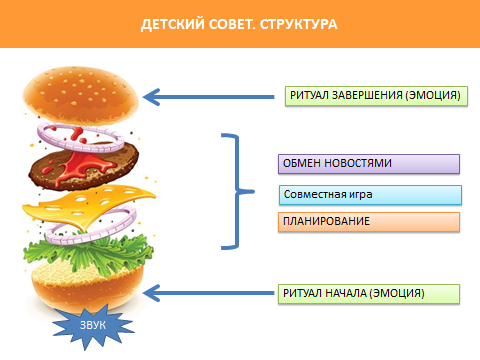 ДЕТСКИЙ СОВЕТ. СТРУКТУРА
РИТУАЛ ЗАВЕРШЕНИЯ (ЭМОЦИЯ)
ОБМЕН НОВОСТЯМИ
Совместная игра
ПЛАНИРОВАНИЕ
РИТУАЛ НАЧАЛА (ЭМОЦИЯ)
ЗВУК